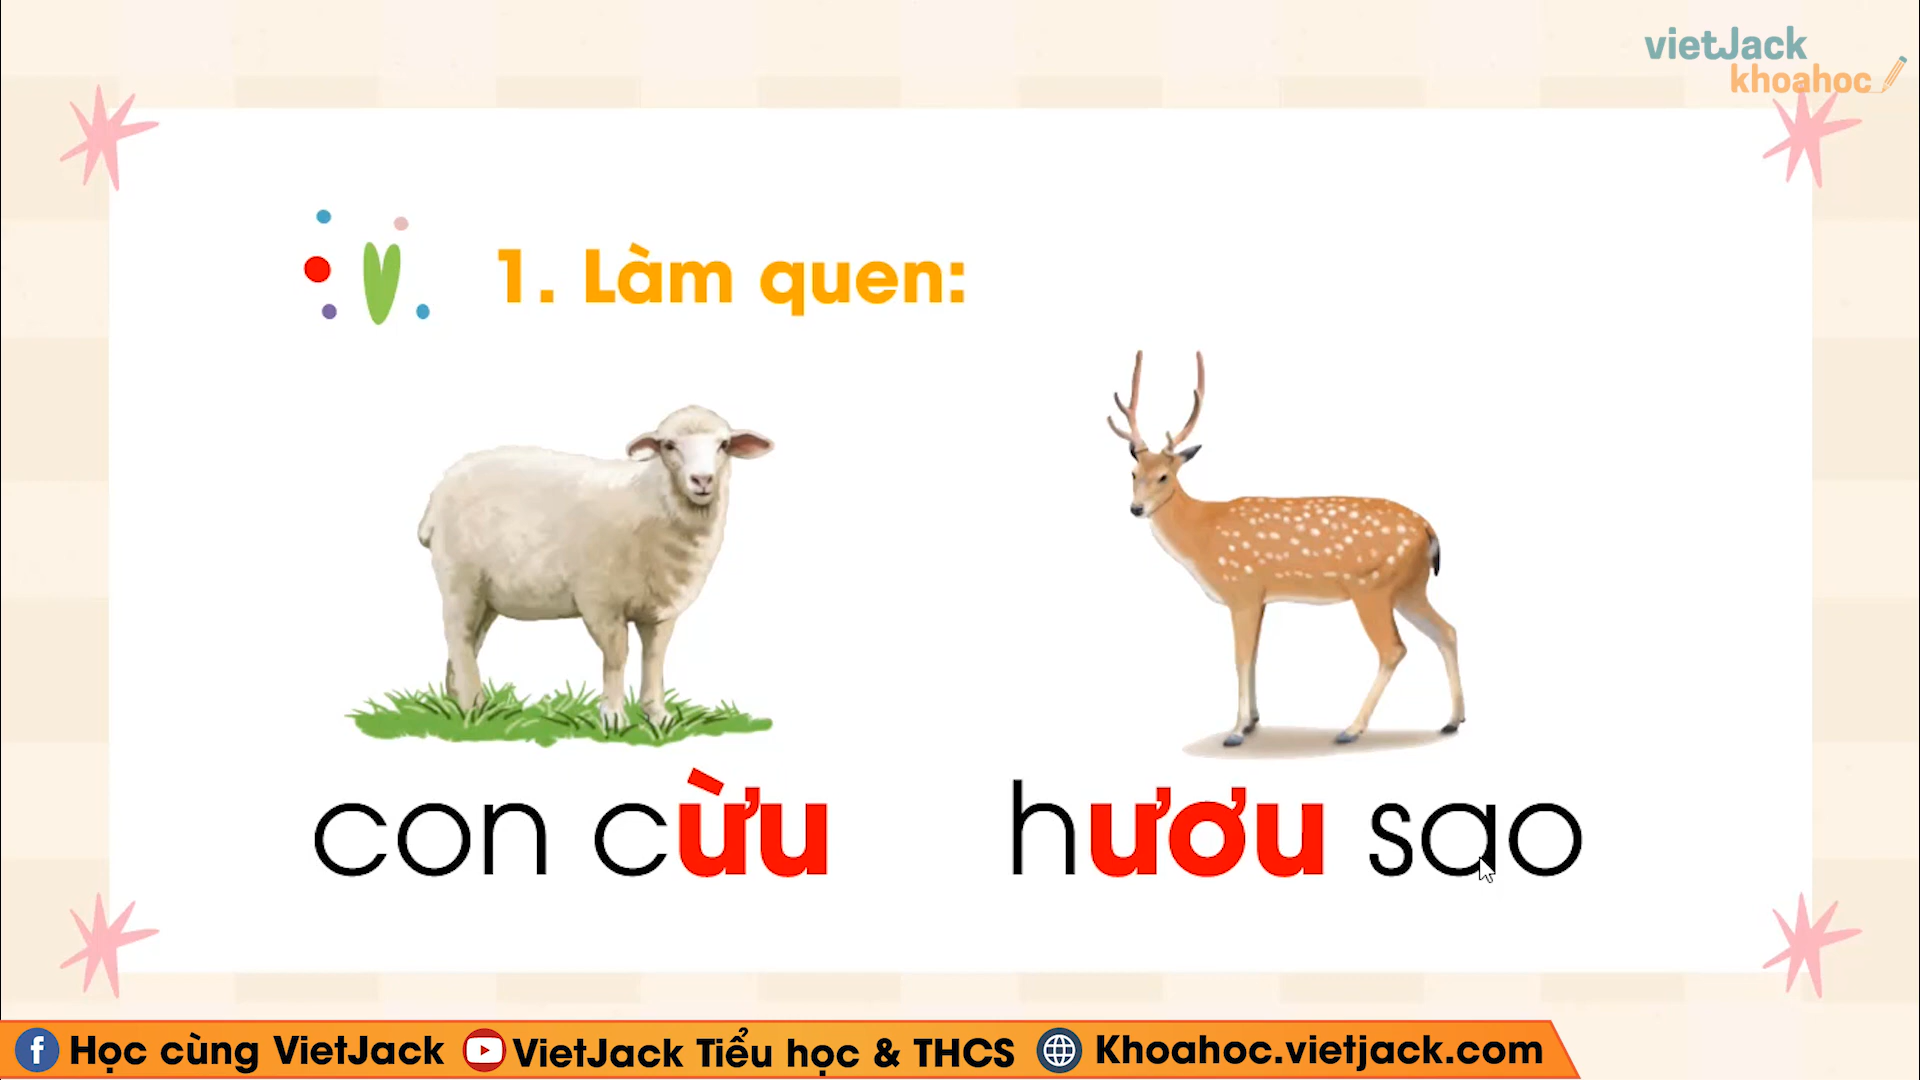 vietJack
khoahoc
1. Làm quen:
con cừu
hươu sao
Học cùng VietJack
VietJack Tiểu học & THCS
Khoahoc.vietjack.com